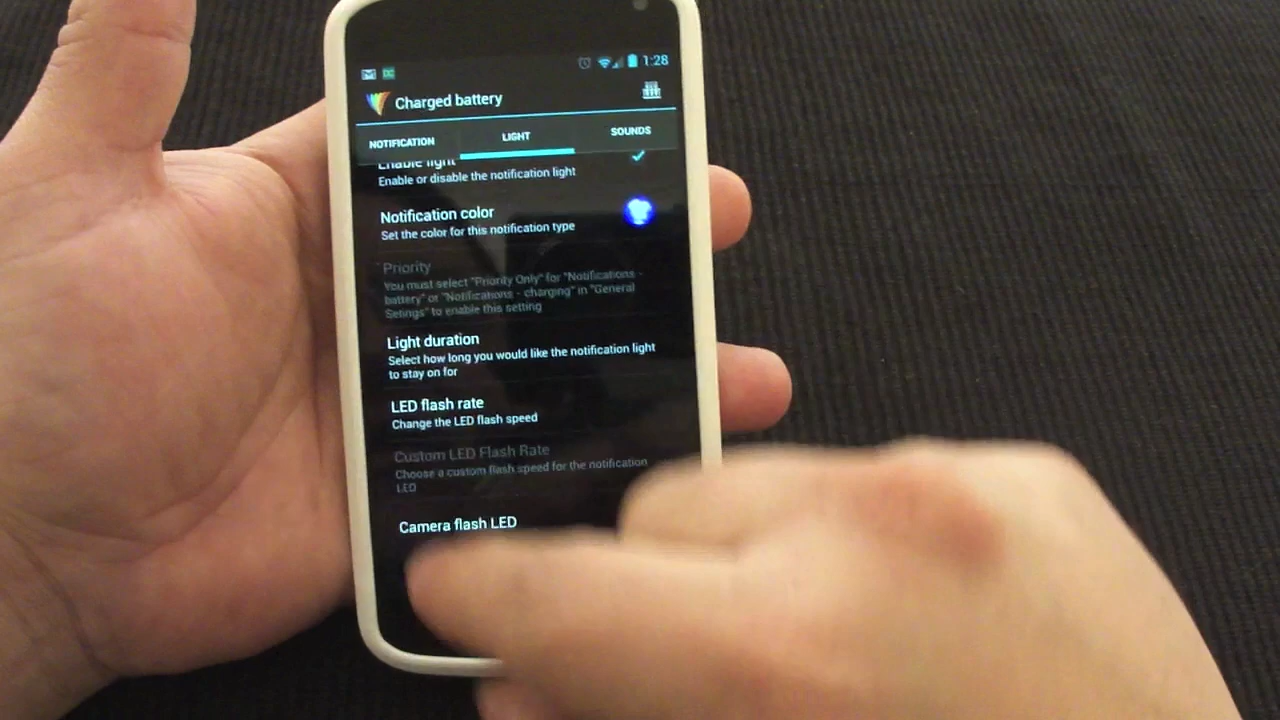 1:28
Charged battery
NOTIFICATION LIGHT SOUNDS
Enable light
Enable or disable the notification light
Notification color
Set the color for this notification type
Priority
You must select "Priority Only" for "Notifications -
battery" or "Notifications - charging" in "General
Setings" to enable this setting
Light duration
Select how long you would like the notification light
to stay on for
LED flash rate
Change the LED flash speed
Custom LED Flash Rate
Choose a custom flash speed for the notification
LED
Camera flash LED